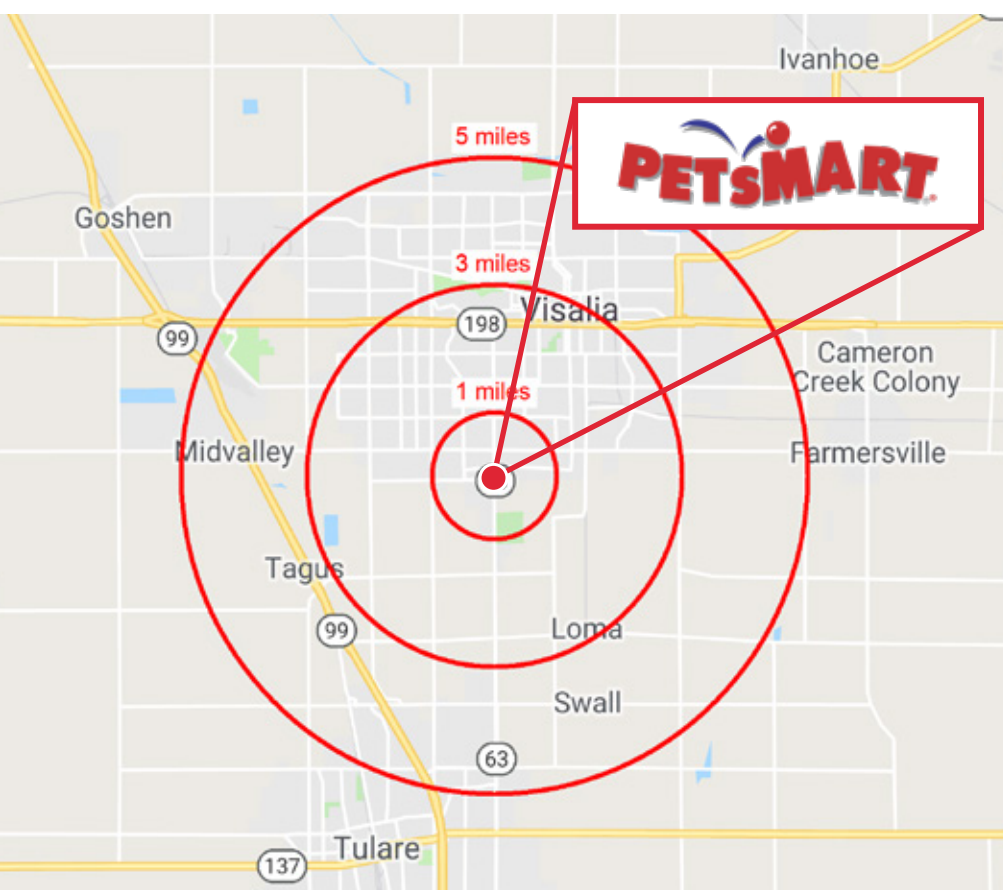 Ivanhoe
5 miles
PETSMART
Goshen
3 miles
Visalia
198
99
Cameron
Creek Colony
1 miles
Midvalley
Farmersville
Tagus
99
Loma
Swall
63
Tulare
137